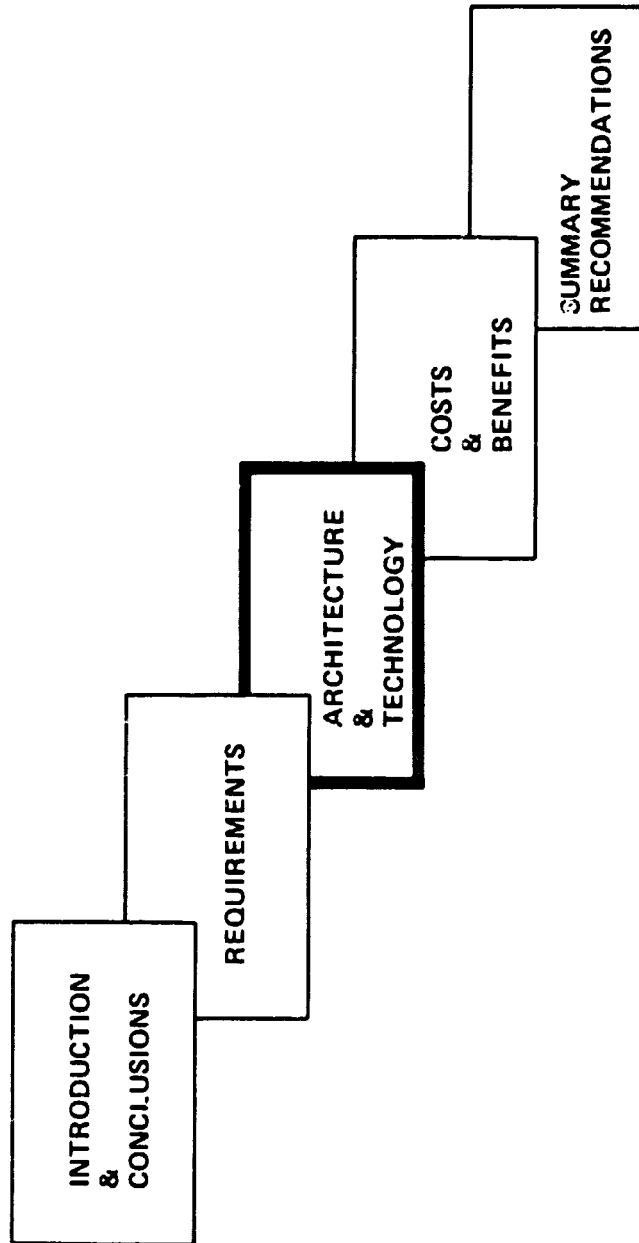 INTRODUCTION
&
CONCLUSIONS
REQUIREMENTS
ARCHITECTURE
&
TECHNOLOGY
COSTS
&
BENEFITS
SUMMARY
RECOMMENDATIONS